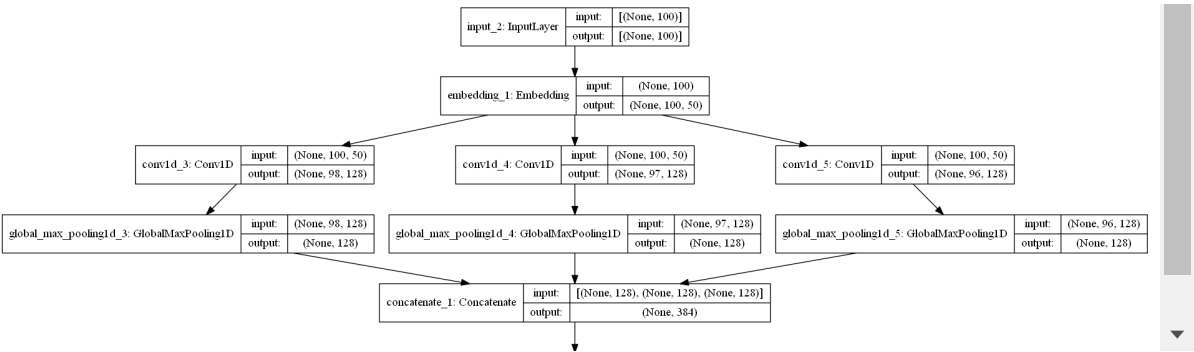 input_2: InputLayer input: [(None, 100)]
output: [(None, 100)]
embedding_1: Embedding input: (None, 100)
output: (None, 100, 50)
conv1d_3: Conv1D input: (None, 100, 50)
output: (None, 98, 128)
conv1d_4: Conv1D input: (None, 100, 50)
output: (None, 97, 128)
conv1d_5: Conv1D input: (None, 100, 50)
output: (None, 96, 128)
global_max_pooling1d_3: GlobalMaxPooling1D input: (None, 98, 128)
output: (None, 128)
global_max_pooling1d_4: GlobalMaxPooling1D input: (None, 97, 128)
output: (None, 128)
global_max_pooling1d_5: GlobalMaxPooling1D input: (None, 96, 128)
output: (None, 128)
concatenate_1: Concatenate input: [(None, 128), (None, 128), (None, 128)]
output: (None, 384)